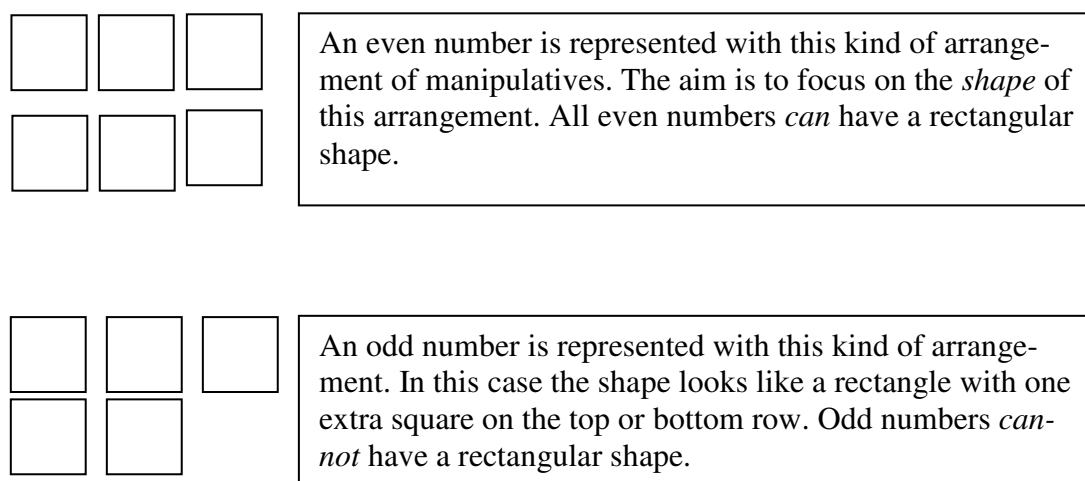 An even number is represented with this kind of arrange-
ment of manipulatives. The aim is to focus on the shape of
this arrangement. All even numbers can have a rectangular
shape.
An odd number is represented with this kind of arrange-
ment. In this case the shape looks like a rectangle with one
extra square on the top or bottom row. Odd numbers can-
not have a rectangular shape.